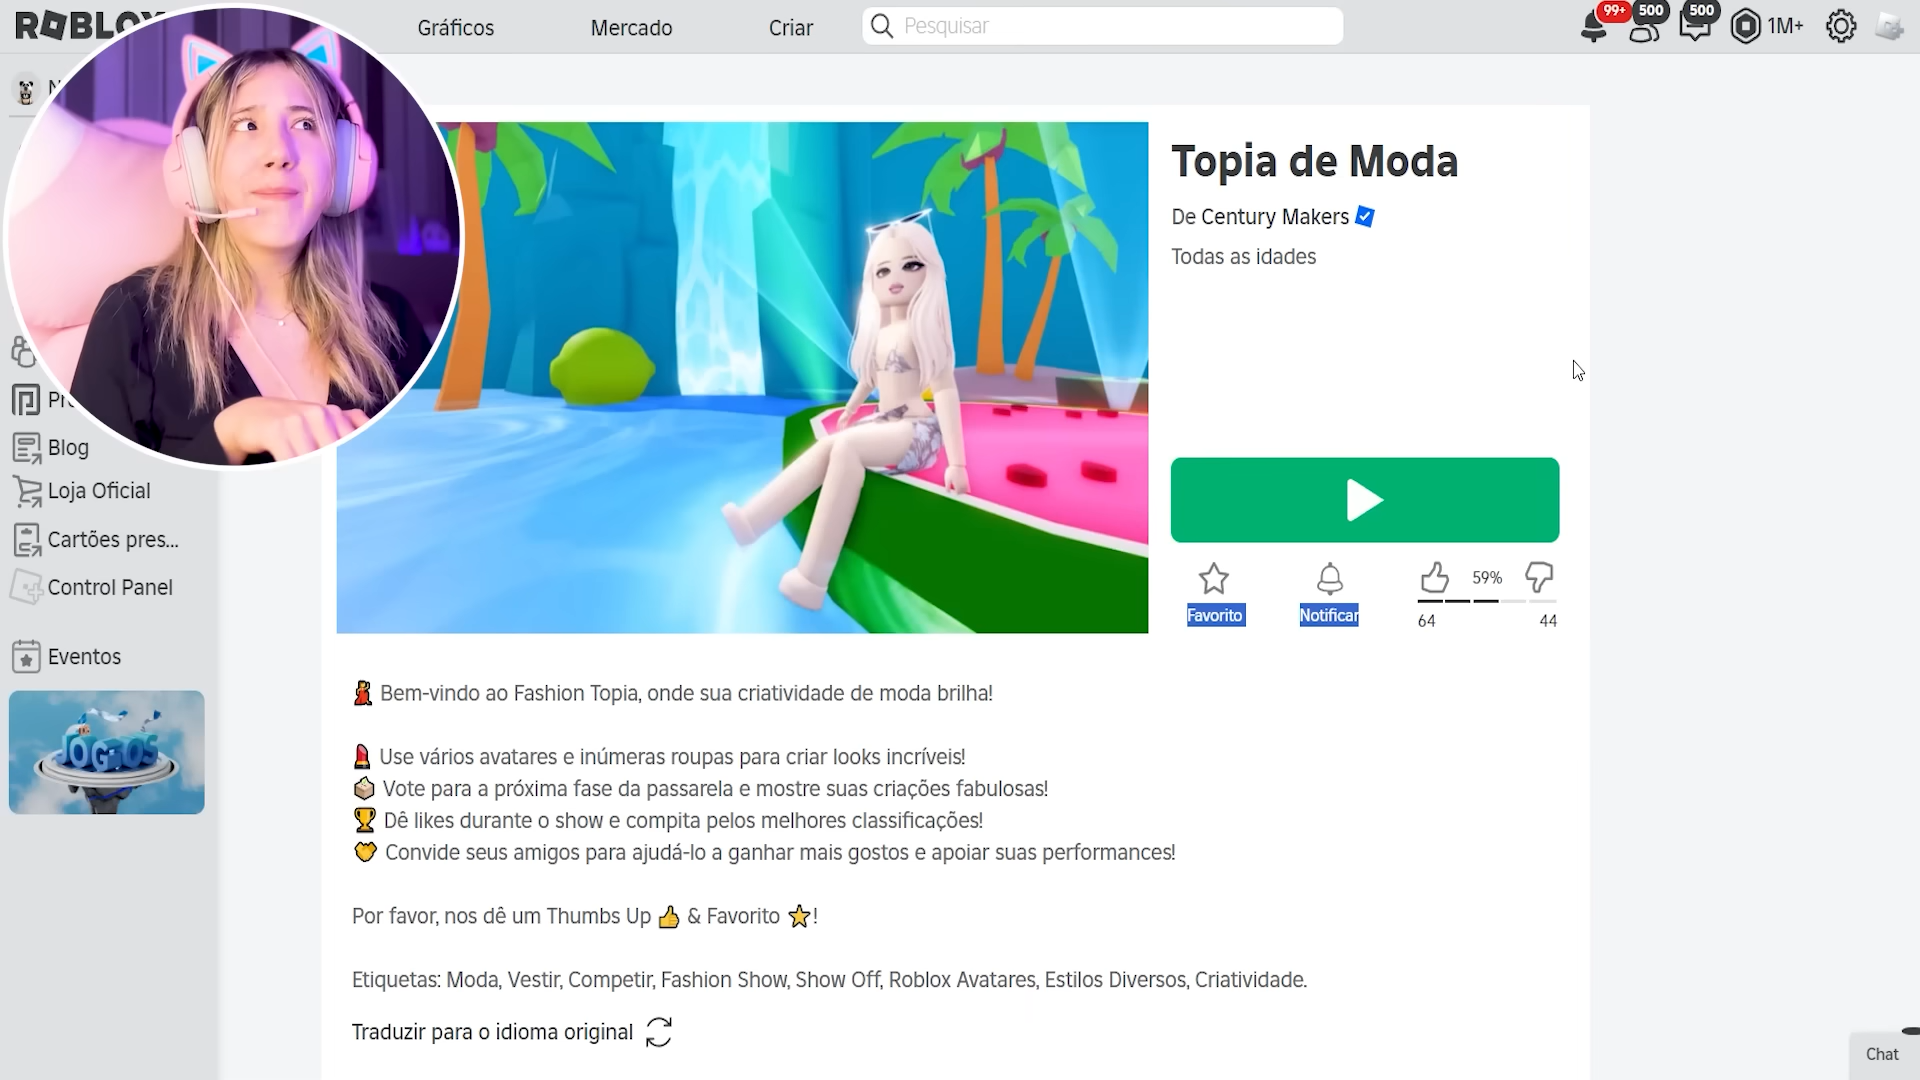 ROBLOX
Gráficos
Mercado
Criar
Pesquisar
99+
500
500
1M+
Blog
Loja Oficial
Cartões pres...
Control Panel
Eventos
JOGOS
Topia de Moda
De Century Makers
Todas as idades
Favorito
Notificar
59%
64
44
Bem-vindo ao Fashion Topia, onde sua criatividade de moda brilha!
Use vários avatares e inúmeras roupas para criar looks incríveis!
Vote para a próxima fase da passarela e mostre suas criações fabulosas!
Dê likes durante o show e compita pelos melhores classificações!
Convide seus amigos para ajudá-lo a ganhar mais gostos e apoiar suas performances!
Por favor, nos dê um Thumbs Up 👍 & Favorito ⭐!
Etiquetas: Moda, Vestir, Competir, Fashion Show, Show Off, Roblox Avatares, Estilos Diversos, Criatividade.
Traduzir para o idioma original
Chat